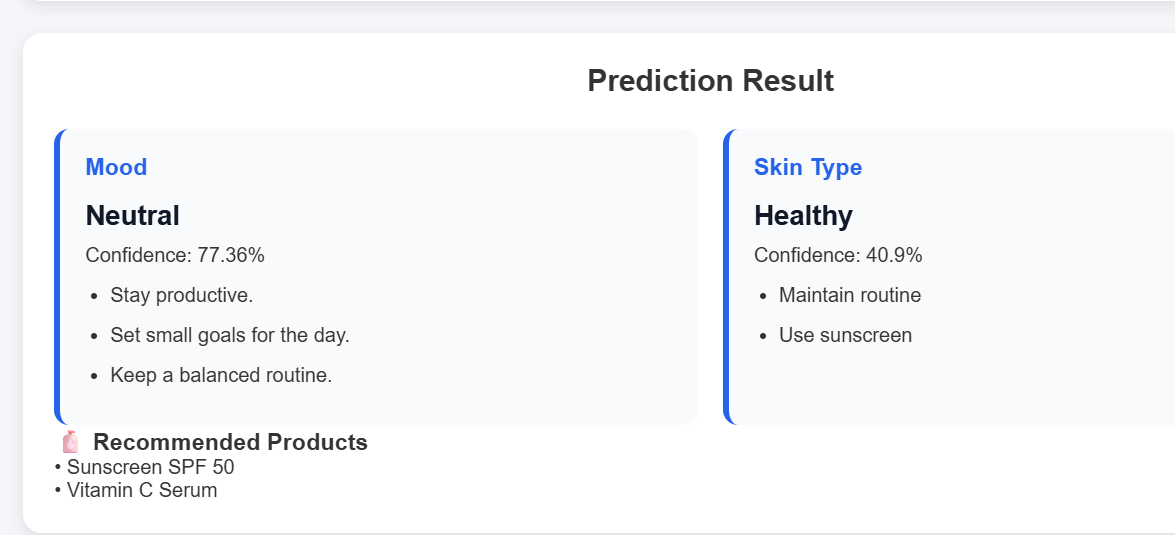 Prediction Result
Mood
Neutral
Confidence: 77.36%
• Stay productive.
• Set small goals for the day.
• Keep a balanced routine.
Skin Type
Healthy
Confidence: 40.9%
• Maintain routine
• Use sunscreen
🧴 Recommended Products
• Sunscreen SPF 50
• Vitamin C Serum